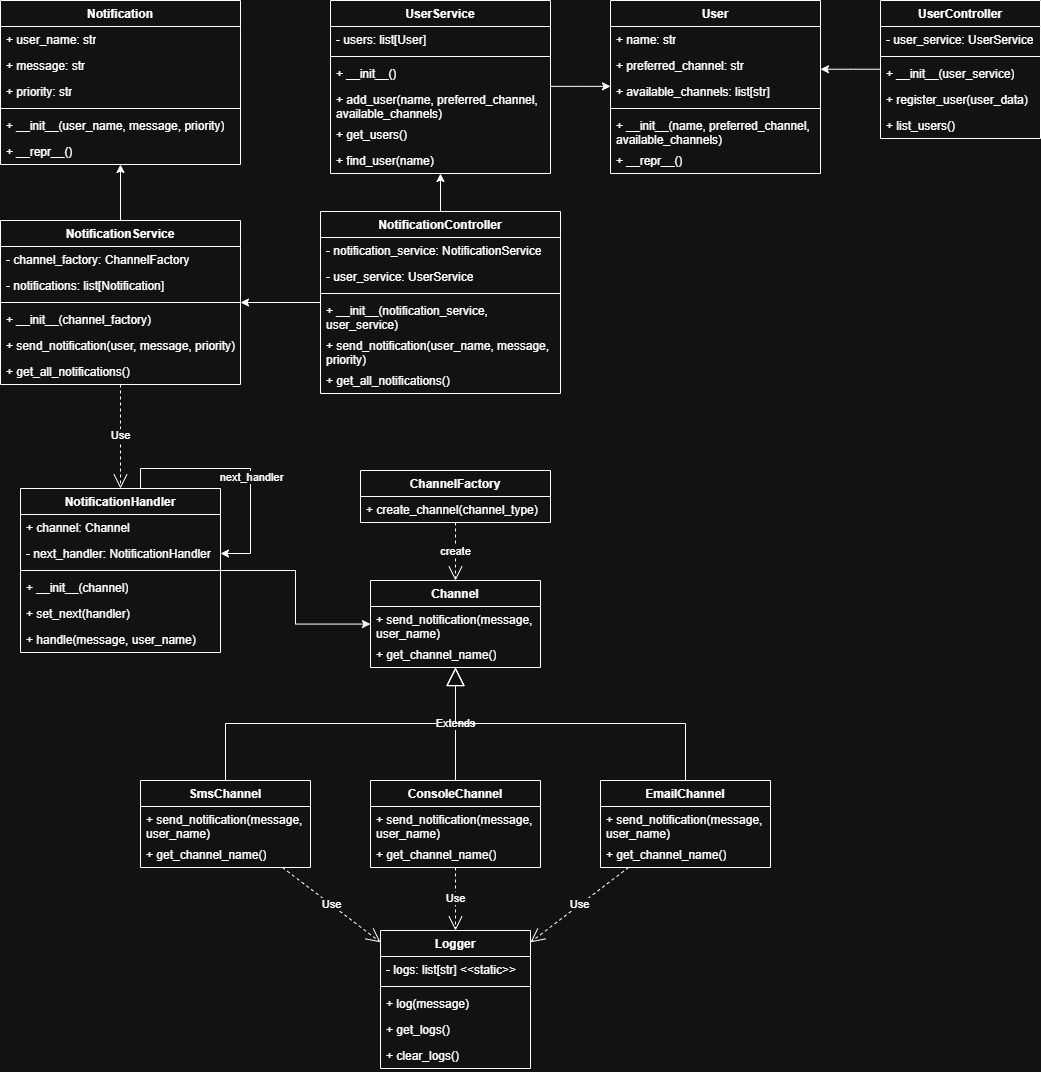 Notification
+ user_name: str
+ message: str
+ priority: str
+ __init__(user_name, message, priority)
+ __repr__()
UserService
- users: list[User]
+ __init__()
+ add_user(name, preferred_channel,
available_channels)
+ get_users()
+ find_user(name)
User
+ name: str
+ preferred_channel: str
+ available_channels: list[str]
+ __init__(name, preferred_channel,
available_channels)
+ __repr__()
UserController
- user_service: UserService
+ __init__(user_service)
+ register_user(user_data)
+ list_users()
NotificationService
- channel_factory: ChannelFactory
- notifications: list[Notification]
+ __init__(channel_factory)
+ send_notification(user, message, priority)
+ get_all_notifications()
NotificationController
- notification_service: NotificationService
- user_service: UserService
+ __init__(notification_service,
user_service)
+ send_notification(user_name, message,
priority)
+ get_all_notifications()
Use
next_handler
NotificationHandler
+ channel: Channel
- next_handler: NotificationHandler
+ __init__(channel)
+ set_next(handler)
+ handle(message, user_name)
ChannelFactory
+ create_channel(channel_type)
create
Channel
+ send_notification(message,
user_name)
+ get_channel_name()
Extends
SmsChannel
+ send_notification(message,
user_name)
+ get_channel_name()
ConsoleChannel
+ send_notification(message,
user_name)
+ get_channel_name()
EmailChannel
+ send_notification(message,
user_name)
+ get_channel_name()
Use
Use
Use
Logger
- logs: list[str] <<static>>
+ log(message)
+ get_logs()
+ clear_logs()